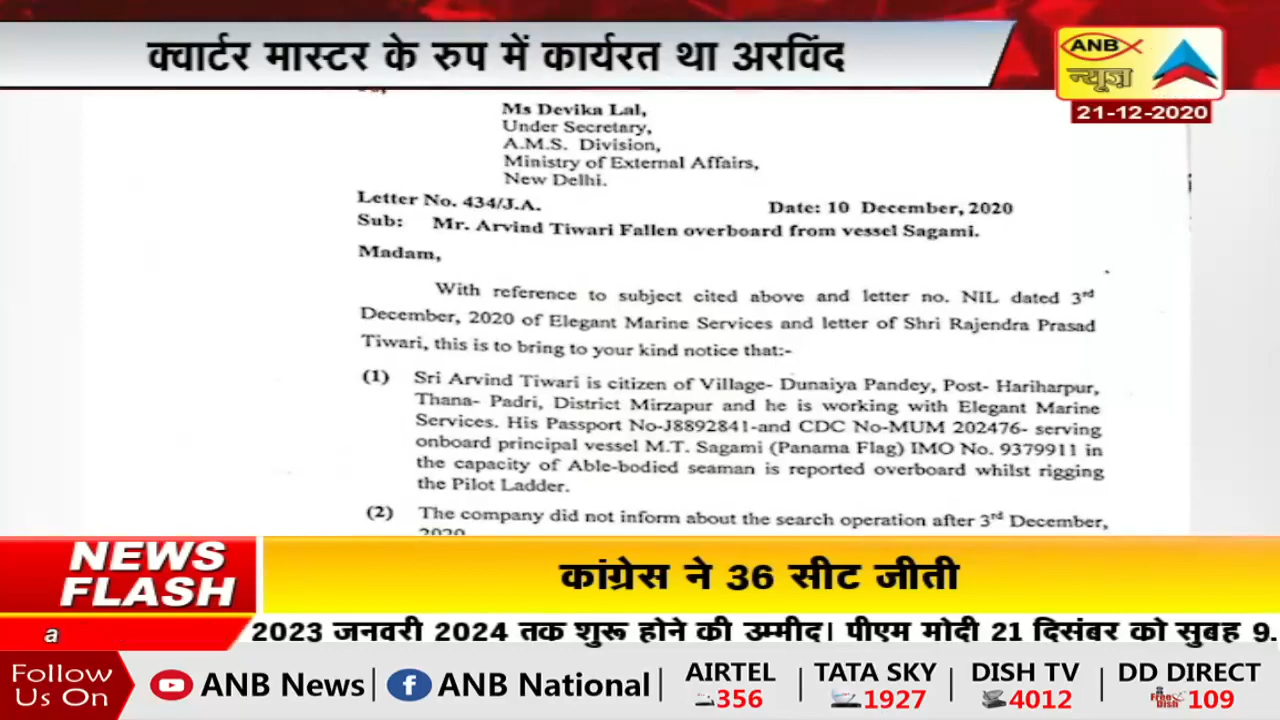 क्वार्टर मास्टर के रुप में कार्यरत था अरविंद
ANB
न्यूज़
21-12-2020
Ms Devika Lal,
Under Secretary,
A.M.S. Division,
Ministry of External Affairs,
New Delhi.
Letter No. 434/J.A. Date: 10 December, 2020
Sub: Mr. Arvind Tiwari Fallen overboard from vessel Sagami.
Madam,
With reference to subject cited above and letter no. NIL dated 3rd
December, 2020 of Elegant Marine Services and letter of Shri Rajendra Prasad
Tiwari, this is to bring to your kind notice that:-
(1) Sri Arvind Tiwari is citizen of Village- Dunaiya Pandey, Post- Hariharpur,
Thana- Padri, District Mirzapur and he is working with Elegant Marine
Services. His Passport No-J8892841-and CDC No-MUM 202476- serving
onboard principal vessel M.T. Sagami (Panama Flag) IMO No. 9379911 in
the capacity of Able-bodied seaman is reported overboard whilst rigging
the Pilot Ladder.
(2) The company did not inform about the search operation after 3rd December,
NEWS
FLASH
कांग्रेस ने 36 सीट जीती
a
2023 जनवरी 2024 तक शुरू होने की उम्मीद। पीएम मोदी 21 दिसंबर को सुबह 9.
Follow
Us On
ANB News
ANB National
AIRTEL
356
TATA SKY
1927
DISH TV
4012
DD DIRECT
Free Dish
109